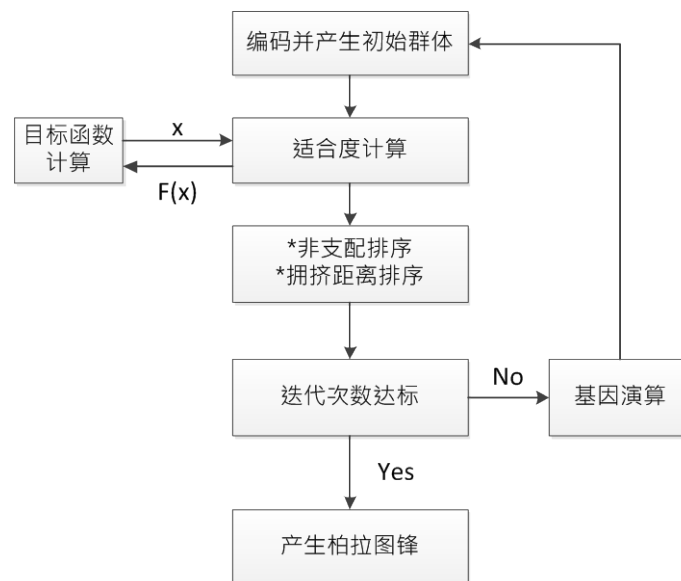 编码并产生初始群体
目标函数
计算
x
F(x)
适合度计算
*非支配排序
*拥挤距离排序
迭代次数达标
No
基因演算
Yes
产生柏拉图锋